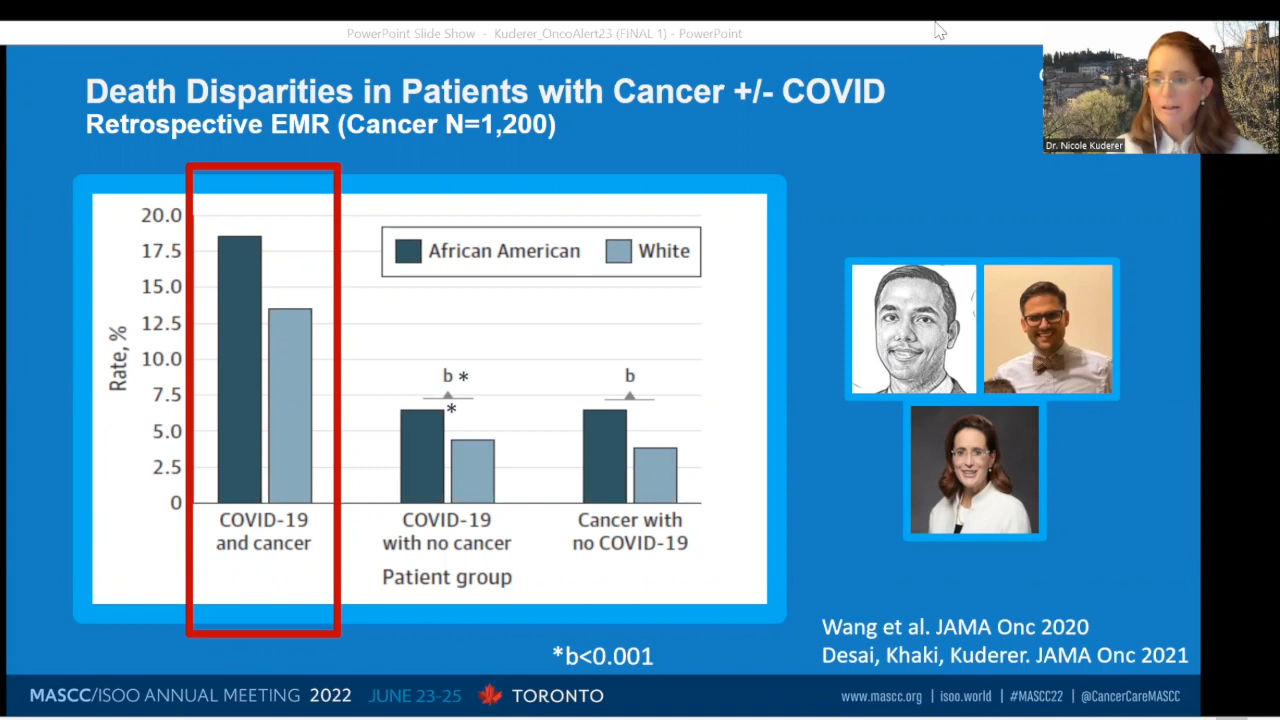 PowerPoint Slide Show - Kuderer_OncoAlert23 (FINAL 1) - PowerPoint
Death Disparities in Patients with Cancer +/- COVID
Retrospective EMR (Cancer N=1,200)
Dr. Nicole Kuderer
20.0
17.5
15.0
12.5
10.0
7.5
5.0
2.5
0
Rate, %
African American
White
b *
*
b
COVID-19
and cancer
COVID-19
with no cancer
Cancer with
no COVID-19
Patient group
*b<0.001
Wang et al. JAMA Onc 2020
Desai, Khaki, Kuderer. JAMA Onc 2021
MASCC/ISOO ANNUAL MEETING 2022 JUNE 23-25 TORONTO
www.mascc.org | isoo.world | #MASCC22 | @CancerCareMASCC